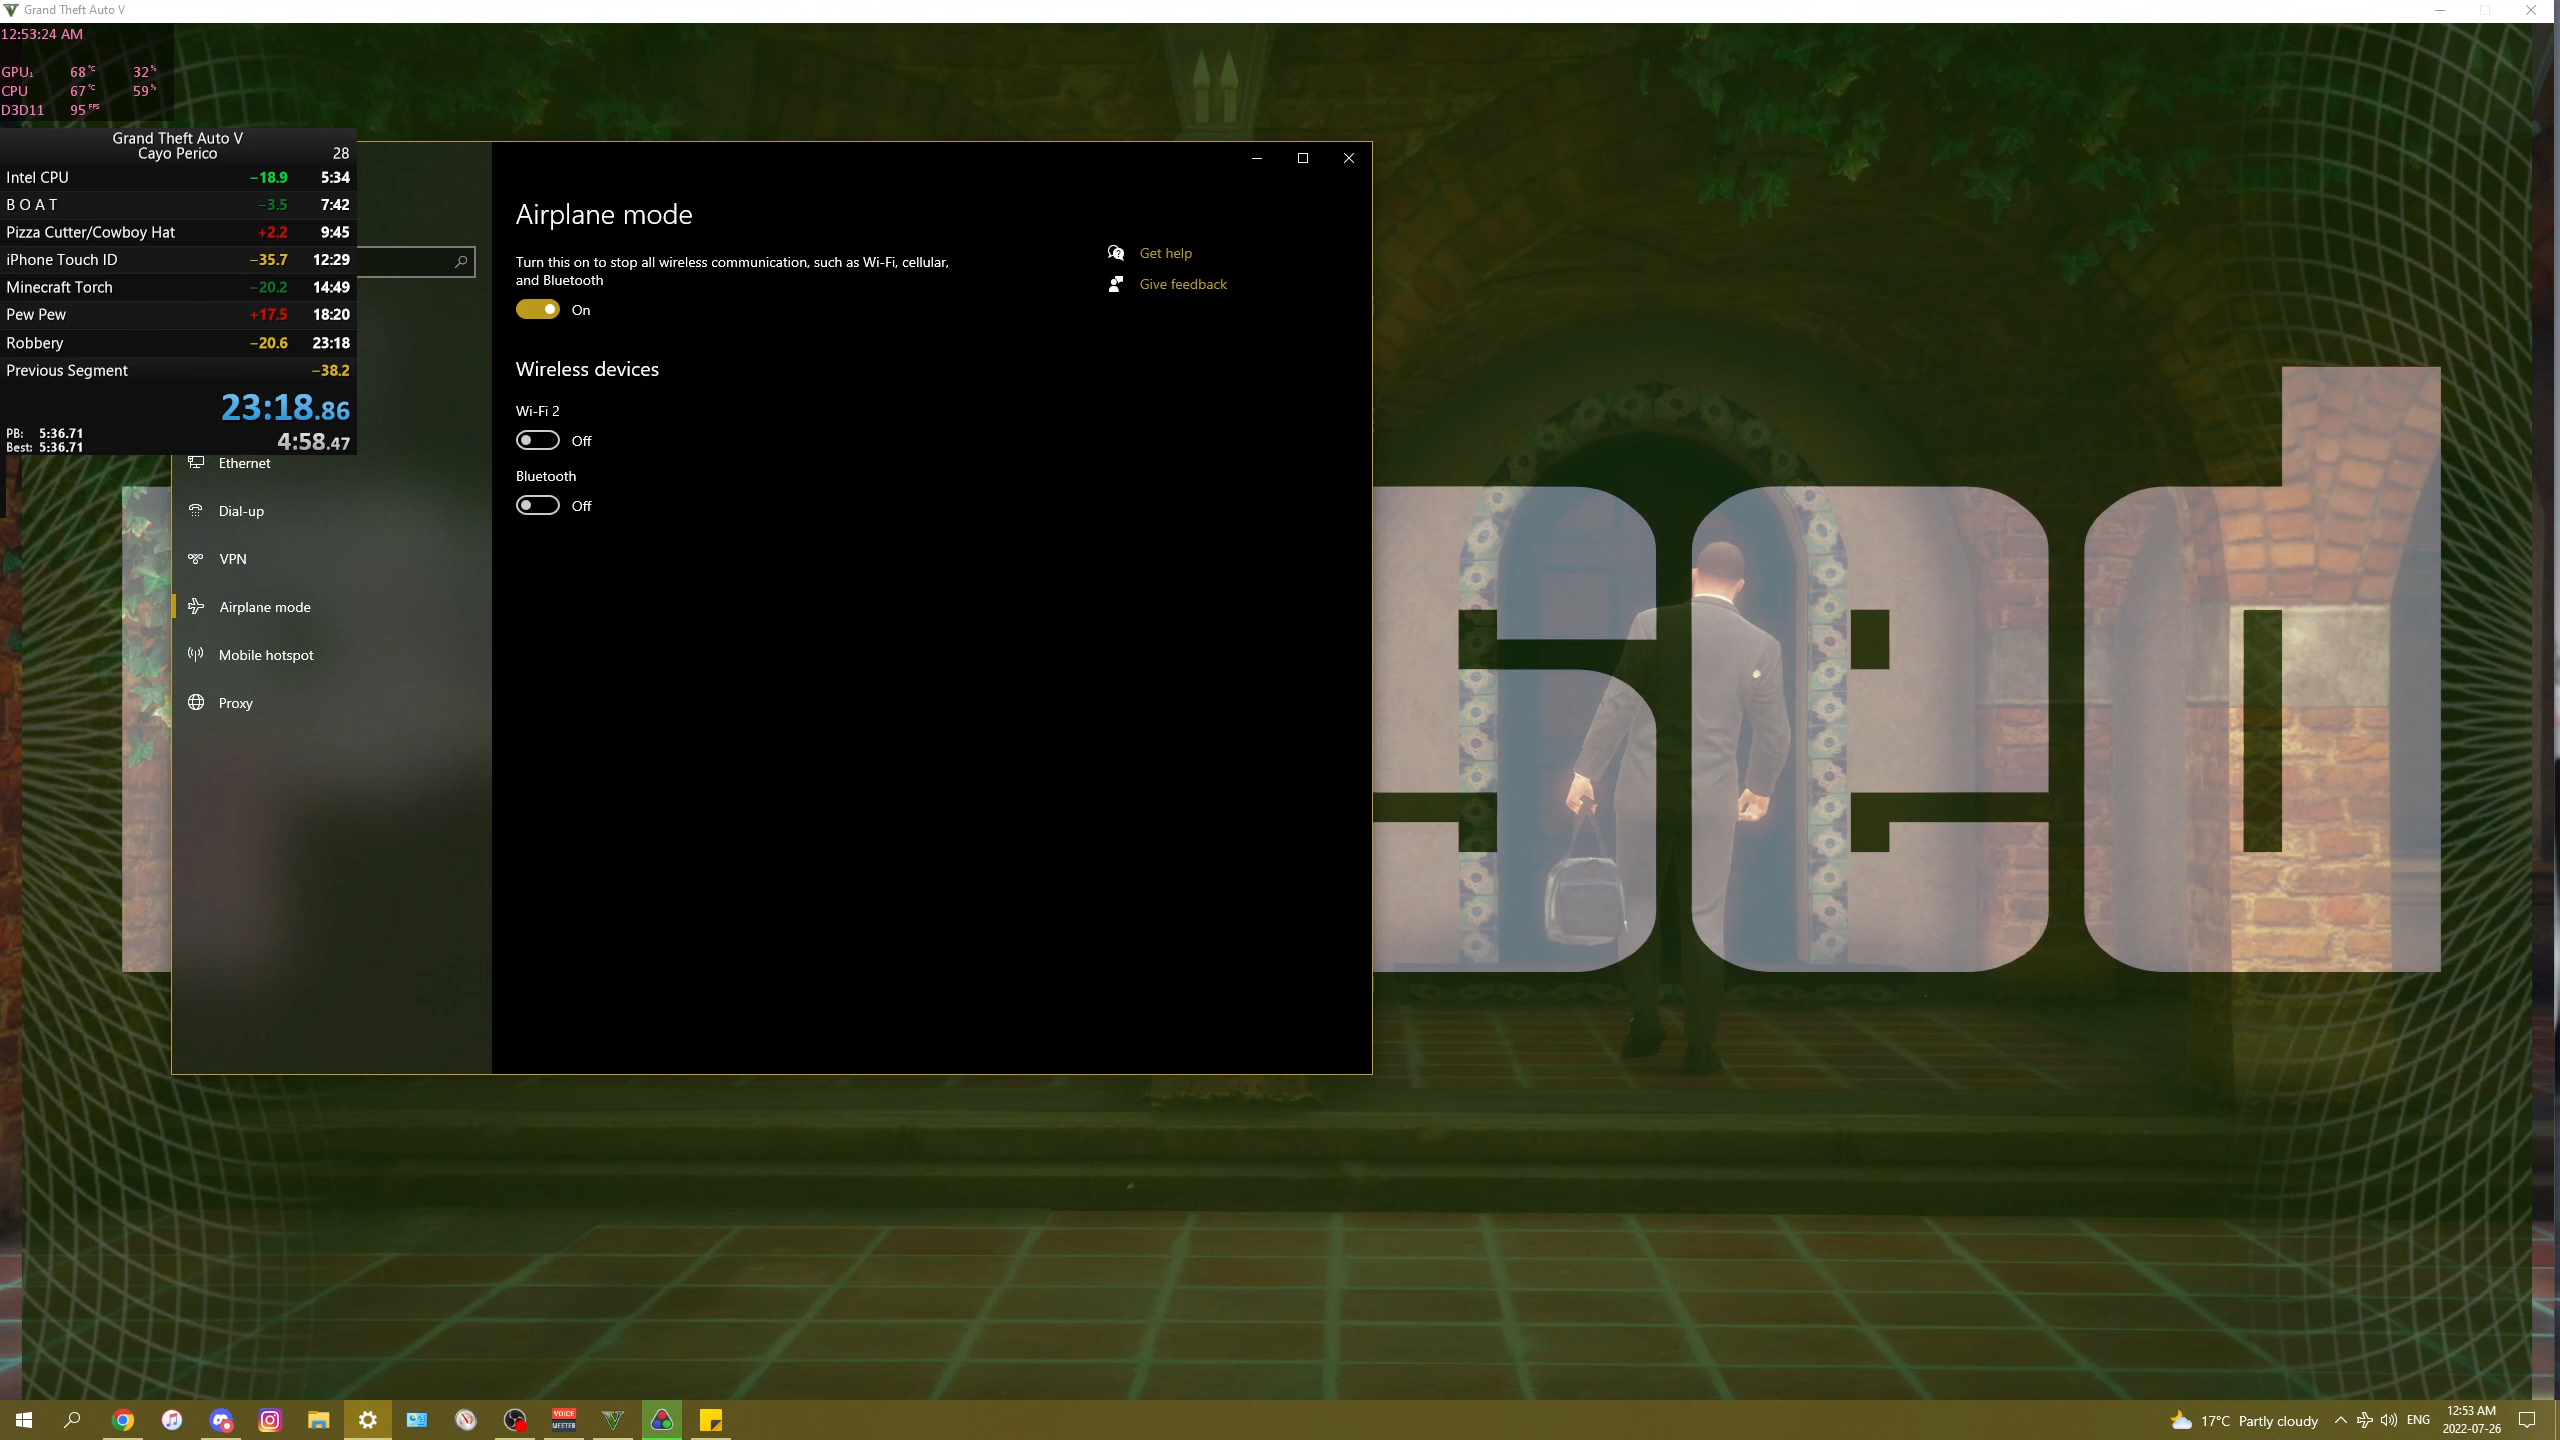 Grand Theft Auto V
12:53:24 AM
GPU₁ 68 °C 32 %
CPU 67 °C 59 %
D3D11 95 FPS
Grand Theft Auto V
Cayo Perico 28
Intel CPU −18.9 5:34
B O A T −3.5 7:42
Pizza Cutter/Cowboy Hat +2.2 9:45
iPhone Touch ID −35.7 12:29
Minecraft Torch −20.2 14:49
Pew Pew +17.5 18:20
Robbery −20.6 23:18
Previous Segment −38.2
23:18.86
PB: 5:36.71
Best: 5:36.71
4:58.47
Ethernet
Dial-up
VPN
Airplane mode
Mobile hotspot
Proxy
Airplane mode
Turn this on to stop all wireless communication, such as Wi-Fi, cellular,
and Bluetooth
On
Wireless devices
Wi-Fi 2
Off
Bluetooth
Off
Get help
Give feedback
sed
VOICE
MEETER
17°C Partly cloudy
ENG
12:53 AM
2022-07-26